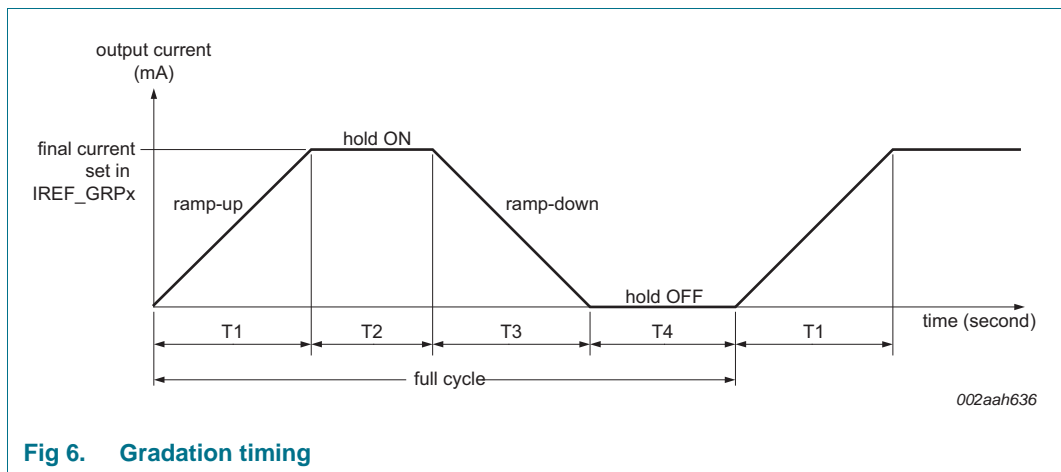 output current
(mA)
final current
set in
IREF_GRPx
hold ON
ramp-up
ramp-down
hold OFF
time (second)
T1
T2
T3
T4
T1
full cycle
002aah636
Fig 6. Gradation timing